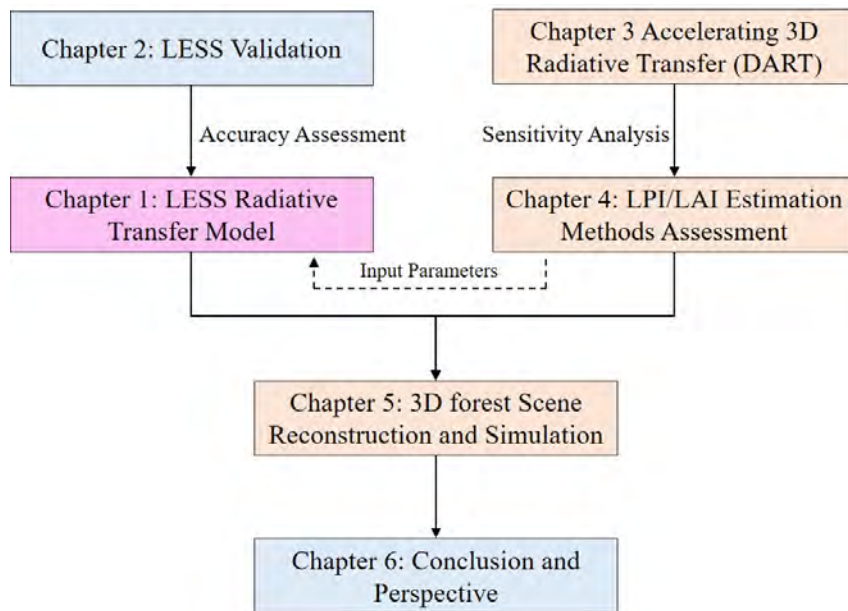 Chapter 2: LESS Validation
Chapter 3 Accelerating 3D
Radiative Transfer (DART)
Accuracy Assessment
Sensitivity Analysis
Chapter 1: LESS Radiative
Transfer Model
Chapter 4: LPI/LAI Estimation
Methods Assessment
Input Parameters
Chapter 5: 3D forest Scene
Reconstruction and Simulation
Chapter 6: Conclusion and
Perspective